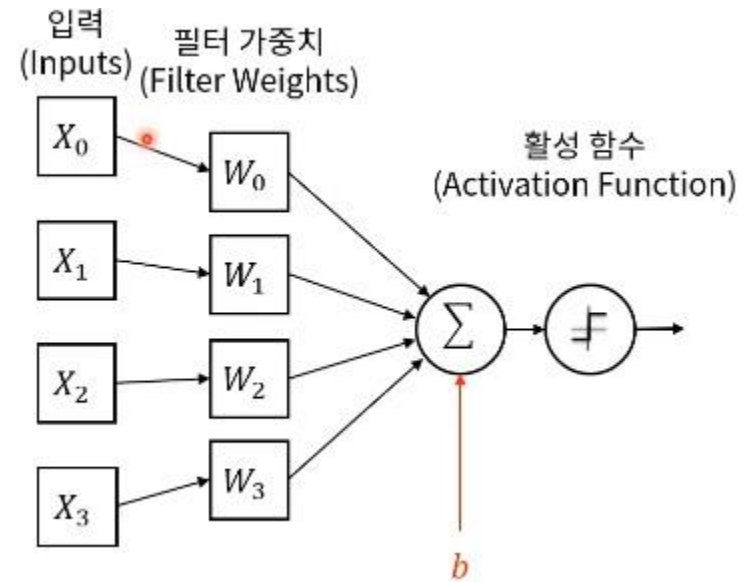 입력
(Inputs)
필터 가중치
(Filter Weights)
활성 함수
(Activation Function)
X₀
W₀
X₁
W₁
∑
X₂
W₂
X₃
W₃
b